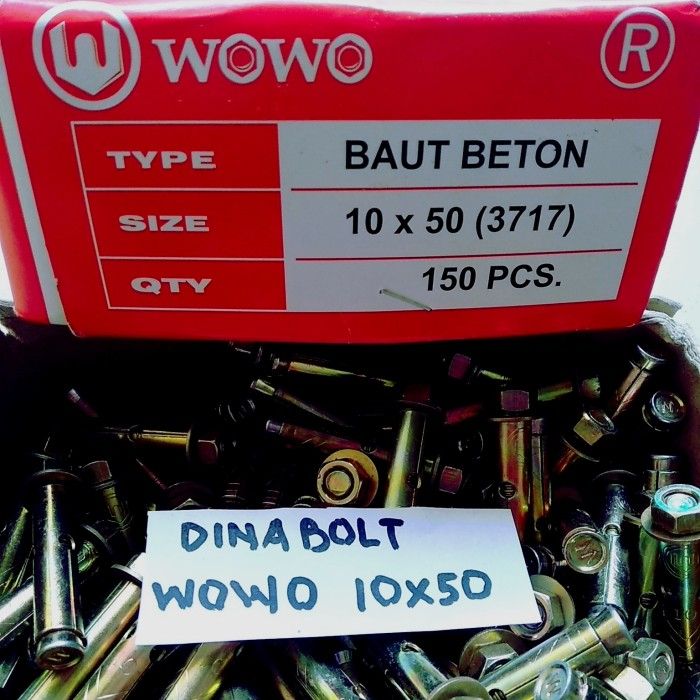 WOWO
R
TYPE BAUT BETON
SIZE 10 x 50 (3717)
QTY 150 PCS.
DINA BOLT
WOWO 10x50